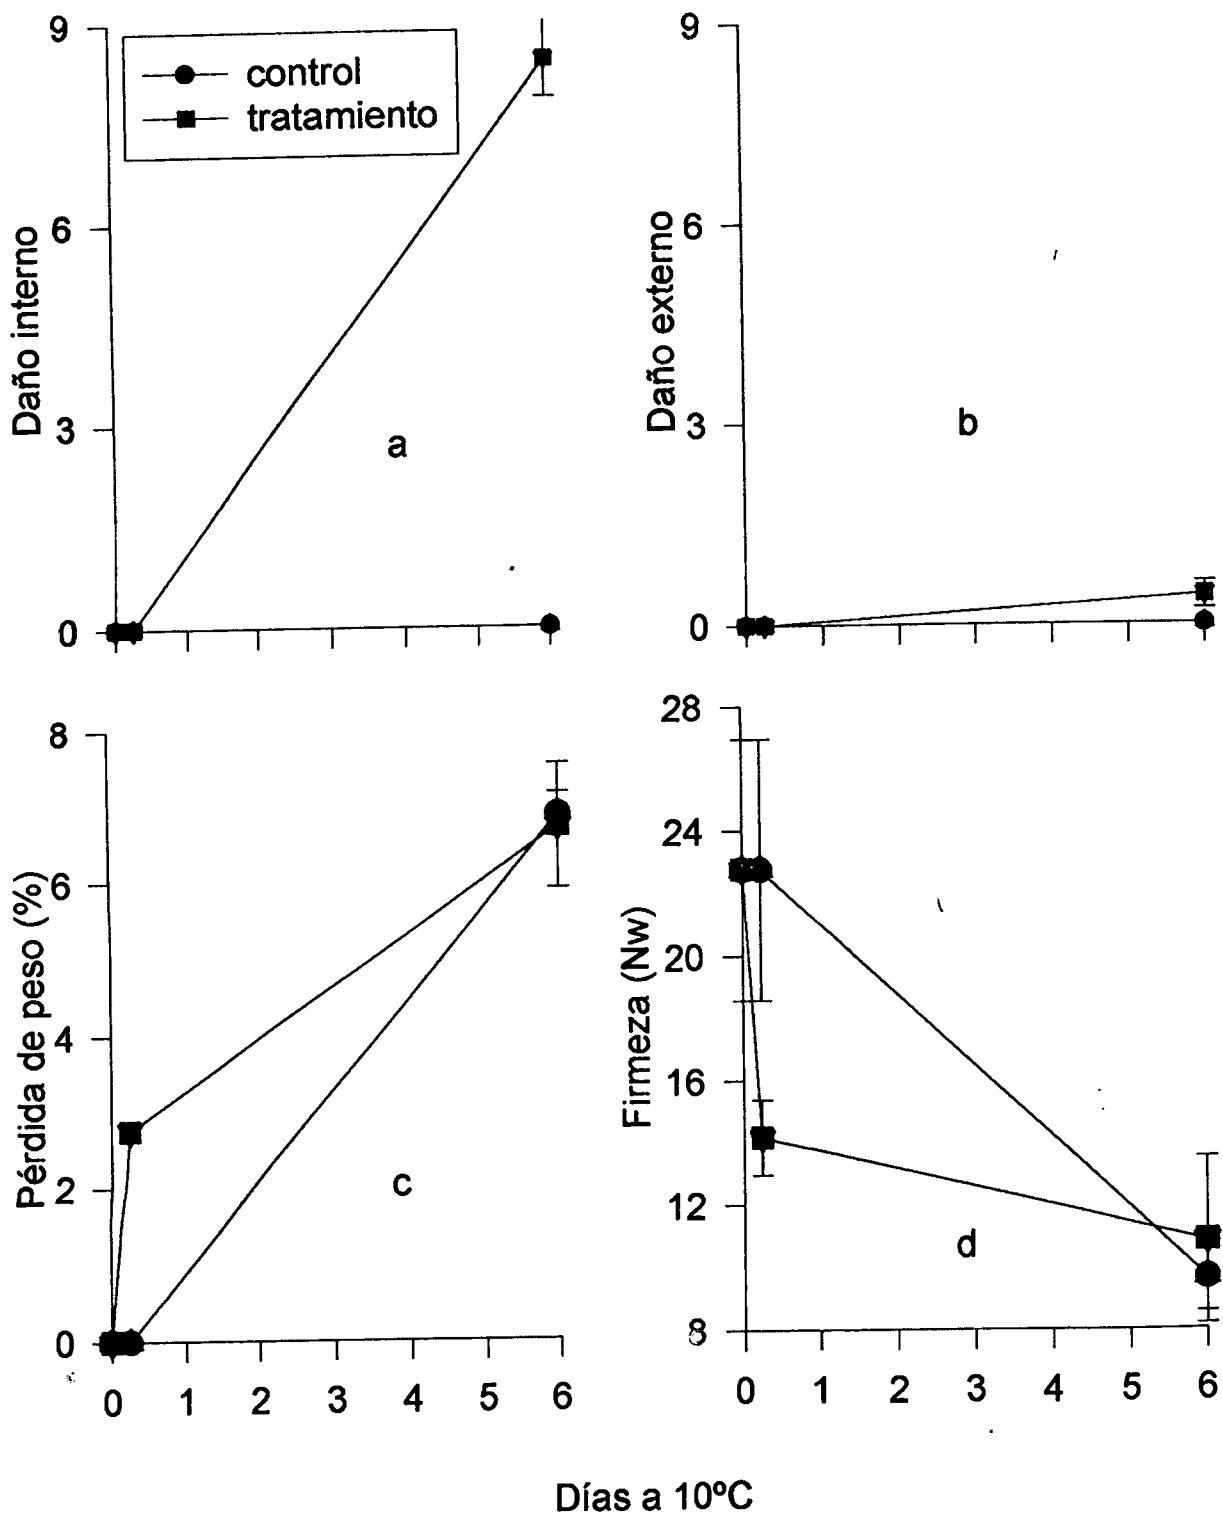 9
control
tratamiento
6
3
0
Daño interno
a
9
6
3
0
Daño externo
b
8
6
4
2
0
Pérdida de peso (%)
c
0 1 2 3 4 5 6
28
24
20
16
12
8
Firmeza (Nw)
d
0 1 2 3 4 5 6
Días a 10ºC